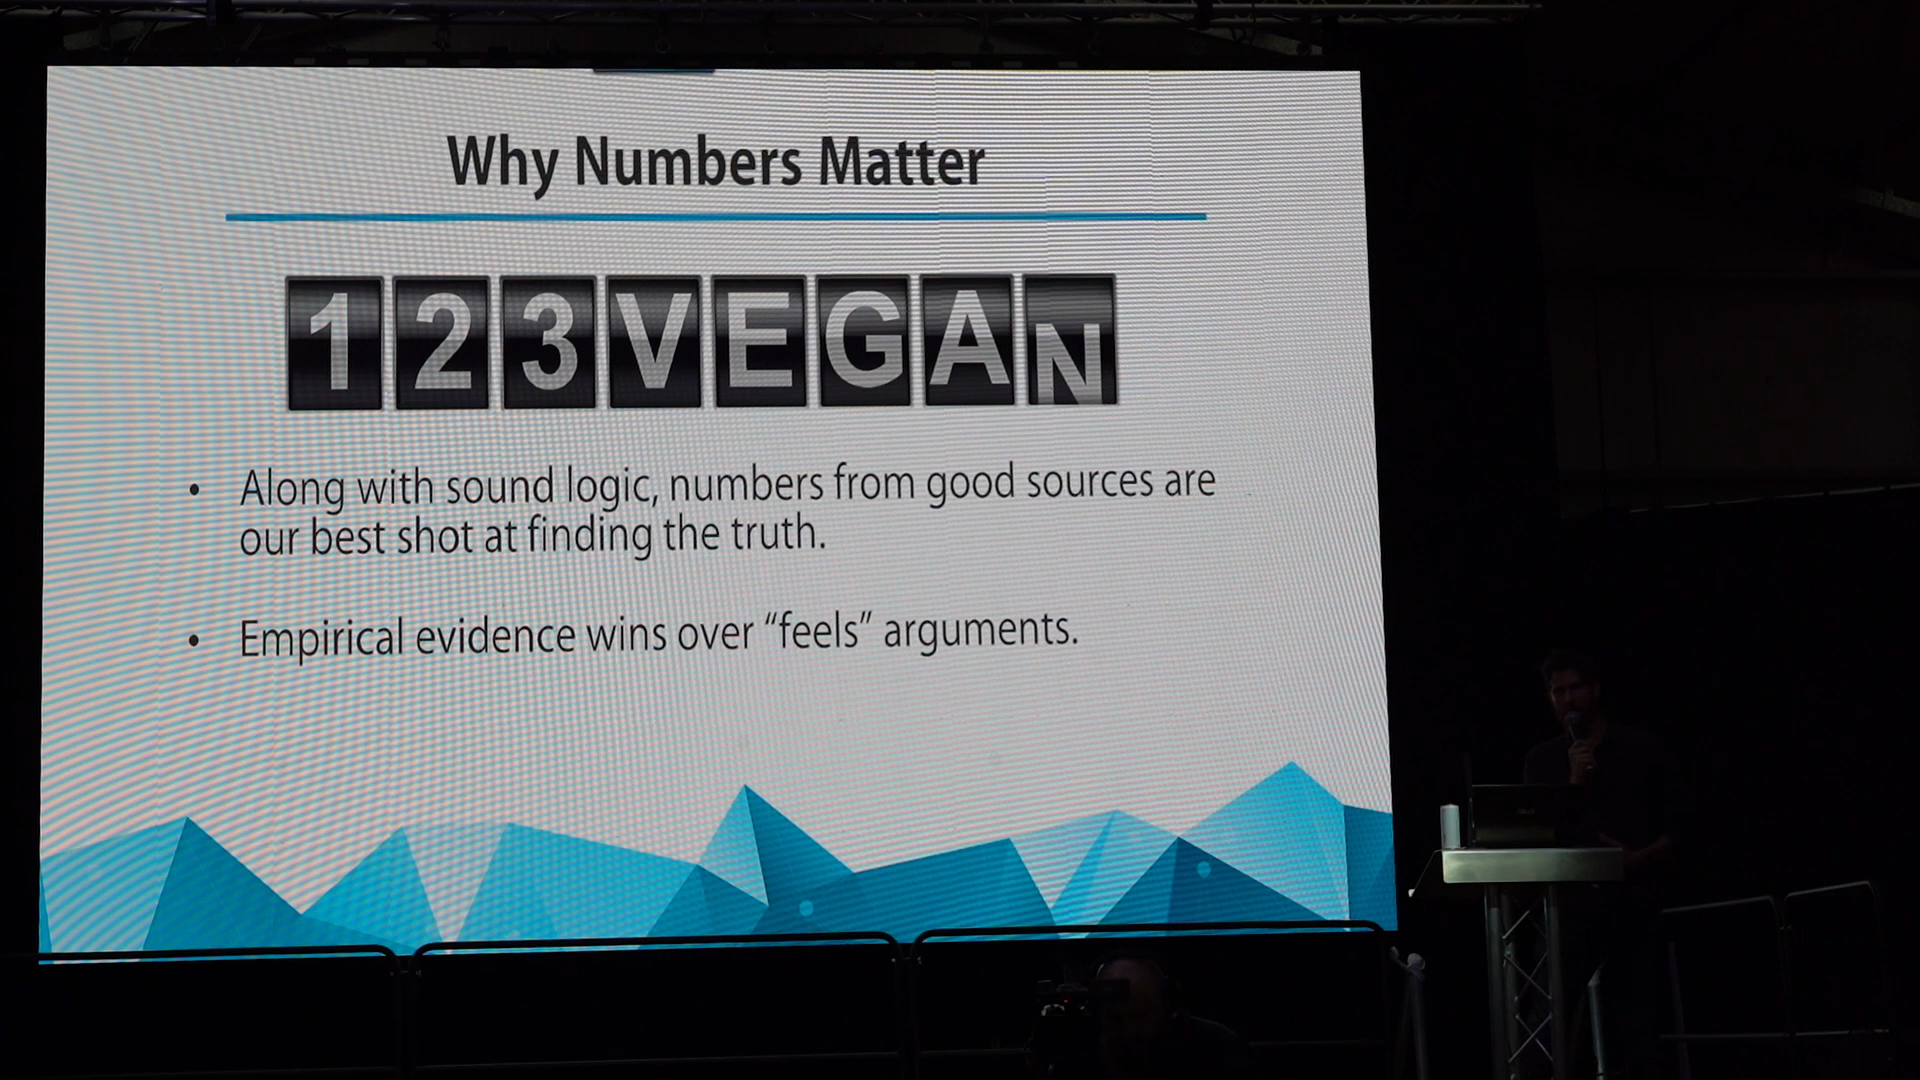 Why Numbers Matter
123VEGAN
• Along with sound logic, numbers from good sources are
our best shot at finding the truth.
• Empirical evidence wins over “feels” arguments.